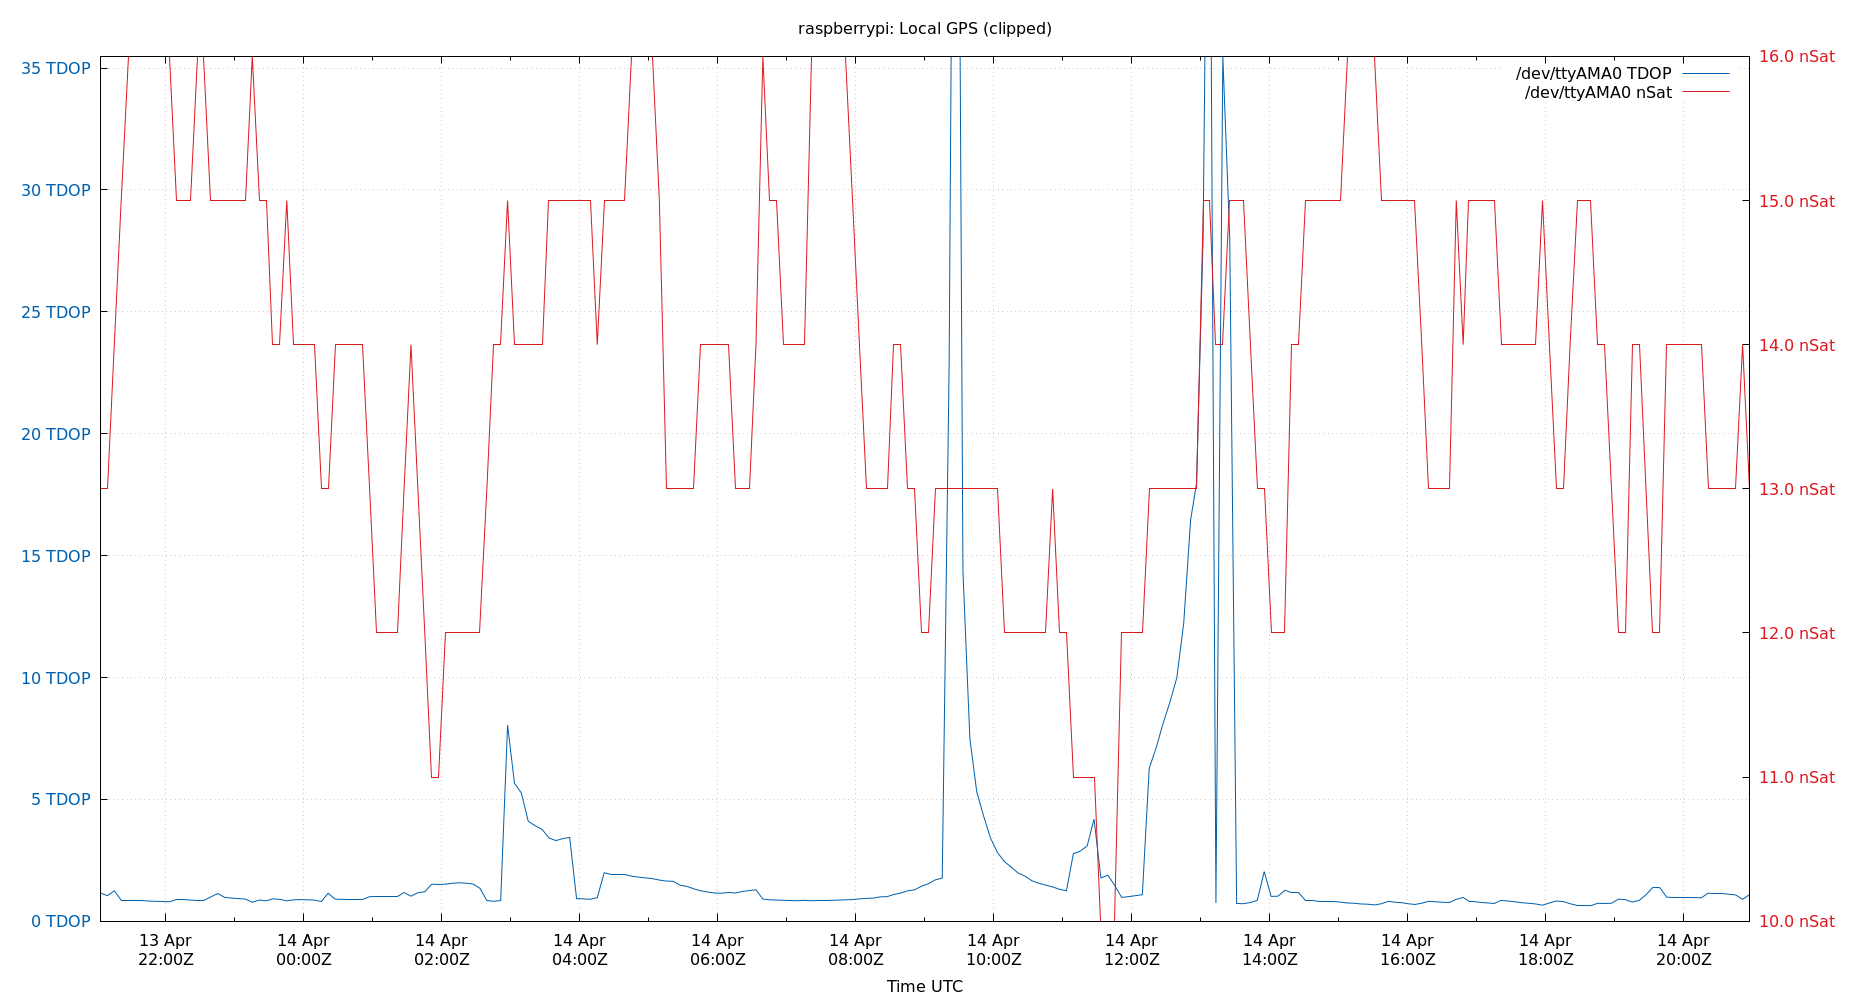 raspberrypi: Local GPS (clipped)
35 TDOP
30 TDOP
25 TDOP
20 TDOP
15 TDOP
10 TDOP
5 TDOP
0 TDOP
16.0 nSat
15.0 nSat
14.0 nSat
13.0 nSat
12.0 nSat
11.0 nSat
10.0 nSat
/dev/ttyAMA0 TDOP
/dev/ttyAMA0 nSat
13 Apr
22:00Z
14 Apr
00:00Z
14 Apr
02:00Z
14 Apr
04:00Z
14 Apr
06:00Z
14 Apr
08:00Z
14 Apr
10:00Z
14 Apr
12:00Z
14 Apr
14:00Z
14 Apr
16:00Z
14 Apr
18:00Z
14 Apr
20:00Z
Time UTC